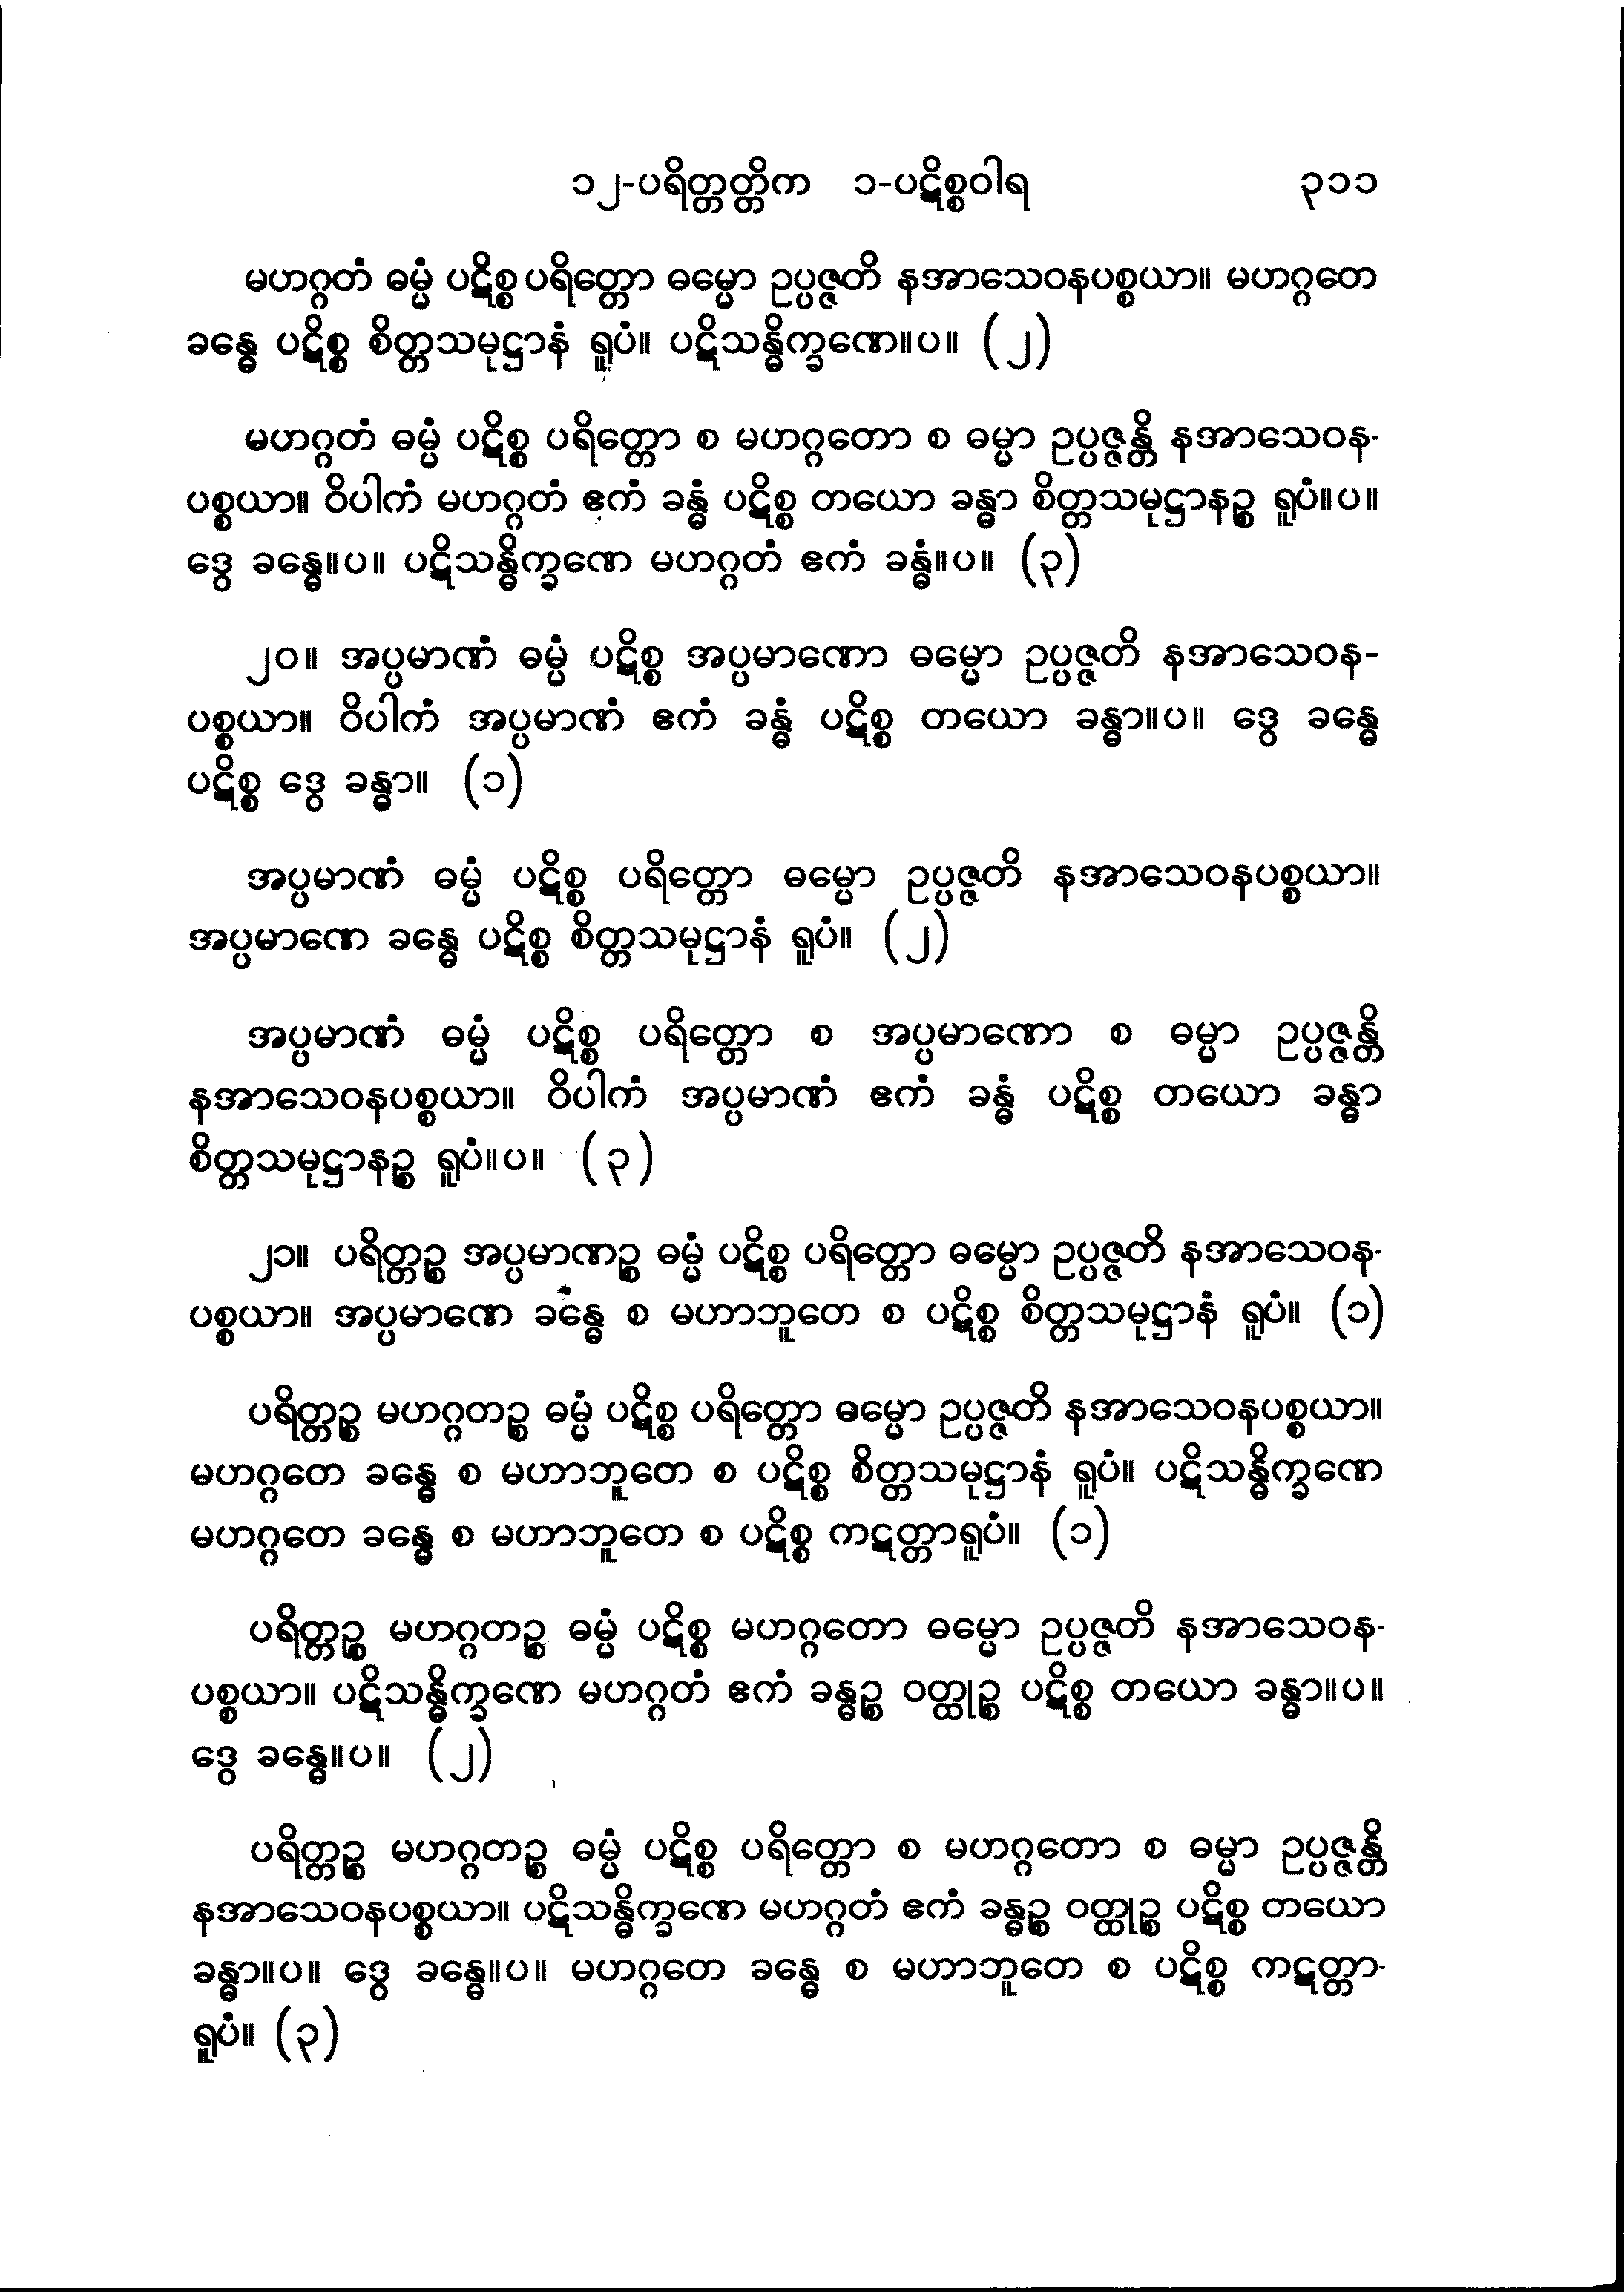 ၁၂-ပရိတ္တတ္တိက ၁-ပဋိစ္စဝါရ ၃၁၁
မဟဂ္ဂတံ ဓမ္မံ ပဋိစ္စ ပရိတ္တော ဓမ္မော ဥပ္ပဇ္ဇတိ နအာသေဝနပစ္စယာ။ မဟဂ္ဂတေ
ခန္ဓေ ပဋိစ္စ စိတ္တသမုဋ္ဌာနံ ရူပံ။ ပဋိသန္ဓိက္ခဏေ။ပ။ (၂)
မဟဂ္ဂတံ ဓမ္မံ ပဋိစ္စ ပရိတ္တော စ မဟဂ္ဂတော စ ဓမ္မာ ဥပ္ပဇ္ဇန္တိ နအာသေဝန-
ပစ္စယာ။ ဝိပါကံ မဟဂ္ဂတံ ဧကံ ခန္ဓံ ပဋိစ္စ တယော ခန္ဓာ စိတ္တသမုဋ္ဌာနဉ္စ ရူပံ။ပ။
ဒွေ ခန္ဓေ။ပ။ ပဋိသန္ဓိက္ခဏေ မဟဂ္ဂတံ ဧကံ ခန္ဓံ။ပ။ (၃)
၂၀။ အပ္ပမာဏံ ဓမ္မံ ပဋိစ္စ အပ္ပမာဏော ဓမ္မော ဥပ္ပဇ္ဇတိ နအာသေဝန-
ပစ္စယာ။ ဝိပါကံ အပ္ပမာဏံ ဧကံ ခန္ဓံ ပဋိစ္စ တယော ခန္ဓာ။ပ။ ဒွေ ခန္ဓေ
ပဋိစ္စ ဒွေ ခန္ဓာ။ (၁)
အပ္ပမာဏံ ဓမ္မံ ပဋိစ္စ ပရိတ္တော ဓမ္မော ဥပ္ပဇ္ဇတိ နအာသေဝနပစ္စယာ။
အပ္ပမာဏေ ခန္ဓေ ပဋိစ္စ စိတ္တသမုဋ္ဌာနံ ရူပံ။ (၂)
အပ္ပမာဏံ ဓမ္မံ ပဋိစ္စ ပရိတ္တော စ အပ္ပမာဏော စ ဓမ္မာ ဥပ္ပဇ္ဇန္တိ
နအာသေဝနပစ္စယာ။ ဝိပါကံ အပ္ပမာဏံ ဧကံ ခန္ဓံ ပဋိစ္စ တယော ခန္ဓာ
စိတ္တသမုဋ္ဌာနဉ္စ ရူပံ။ပ။ (၃)
၂၁။ ပရိတ္တဉ္စ အပ္ပမာဏဉ္စ ဓမ္မံ ပဋိစ္စ ပရိတ္တော ဓမ္မော ဥပ္ပဇ္ဇတိ နအာသေဝန-
ပစ္စယာ။ အပ္ပမာဏေ ခန္ဓေ စ မဟာဘူတေ စ ပဋိစ္စ စိတ္တသမုဋ္ဌာနံ ရူပံ။ (၁)
ပရိတ္တဉ္စ မဟဂ္ဂတဉ္စ ဓမ္မံ ပဋိစ္စ ပရိတ္တော ဓမ္မော ဥပ္ပဇ္ဇတိ နအာသေဝနပစ္စယာ။
မဟဂ္ဂတေ ခန္ဓေ စ မဟာဘူတေ စ ပဋိစ္စ စိတ္တသမုဋ္ဌာနံ ရူပံ။ ပဋိသန္ဓိက္ခဏေ
မဟဂ္ဂတေ ခန္ဓေ စ မဟာဘူတေ စ ပဋိစ္စ ကဋတ္တာရူပံ။ (၁)
ပရိတ္တဉ္စ မဟဂ္ဂတဉ္စ ဓမ္မံ ပဋိစ္စ မဟဂ္ဂတော ဓမ္မော ဥပ္ပဇ္ဇတိ နအာသေဝန-
ပစ္စယာ။ ပဋိသန္ဓိက္ခဏေ မဟဂ္ဂတံ ဧကံ ခန္ဓဉ္စ ဝတ္ထုဉ္စ ပဋိစ္စ တယော ခန္ဓာ။ပ။
ဒွေ ခန္ဓေ။ပ။ (၂)
ပရိတ္တဉ္စ မဟဂ္ဂတဉ္စ ဓမ္မံ ပဋိစ္စ ပရိတ္တော စ မဟဂ္ဂတော စ ဓမ္မာ ဥပ္ပဇ္ဇန္တိ
နအာသေဝနပစ္စယာ။ ပဋိသန္ဓိက္ခဏေ မဟဂ္ဂတံ ဧကံ ခန္ဓဉ္စ ဝတ္ထုဉ္စ ပဋိစ္စ တယော
ခန္ဓာ။ပ။ ဒွေ ခန္ဓေ။ပ။ မဟဂ္ဂတေ ခန္ဓေ စ မဟာဘူတေ စ ပဋိစ္စ ကဋတ္တာ-
ရူပံ။ (၃)